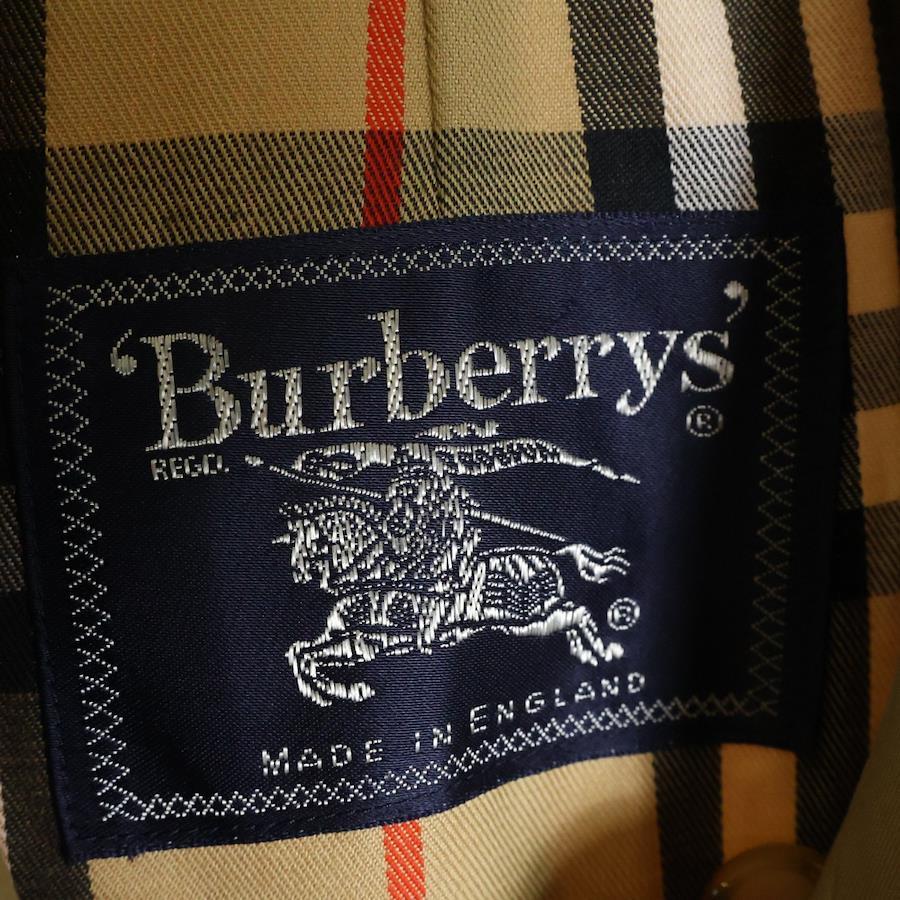 ‘Burberrys’
REGD. ®
®
MADE IN ENGLAND